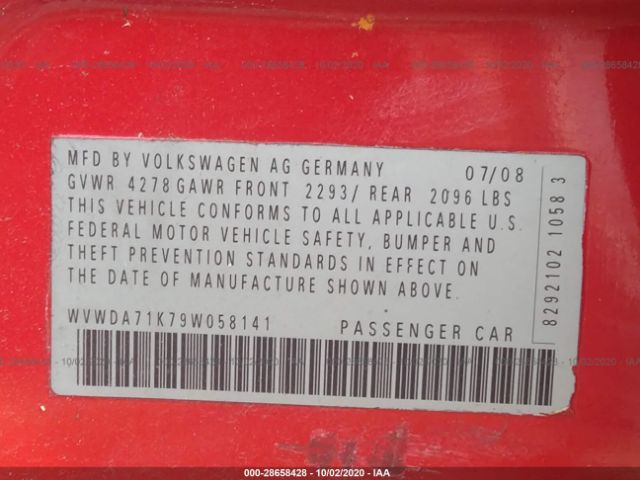 MFD BY VOLKSWAGEN AG GERMANY 07/08
GVWR 4278 GAWR FRONT 2293/ REAR 2096 LBS
THIS VEHICLE CONFORMS TO ALL APPLICABLE U.S.
FEDERAL MOTOR VEHICLE SAFETY, BUMPER AND
THEFT PREVENTION STANDARDS IN EFFECT ON
THE DATE OF MANUFACTURE SHOWN ABOVE.
WVWDA71K79W058141 PASSENGER CAR
8292102 1058 3
000-28658428 - 10/02/2020 - IAA